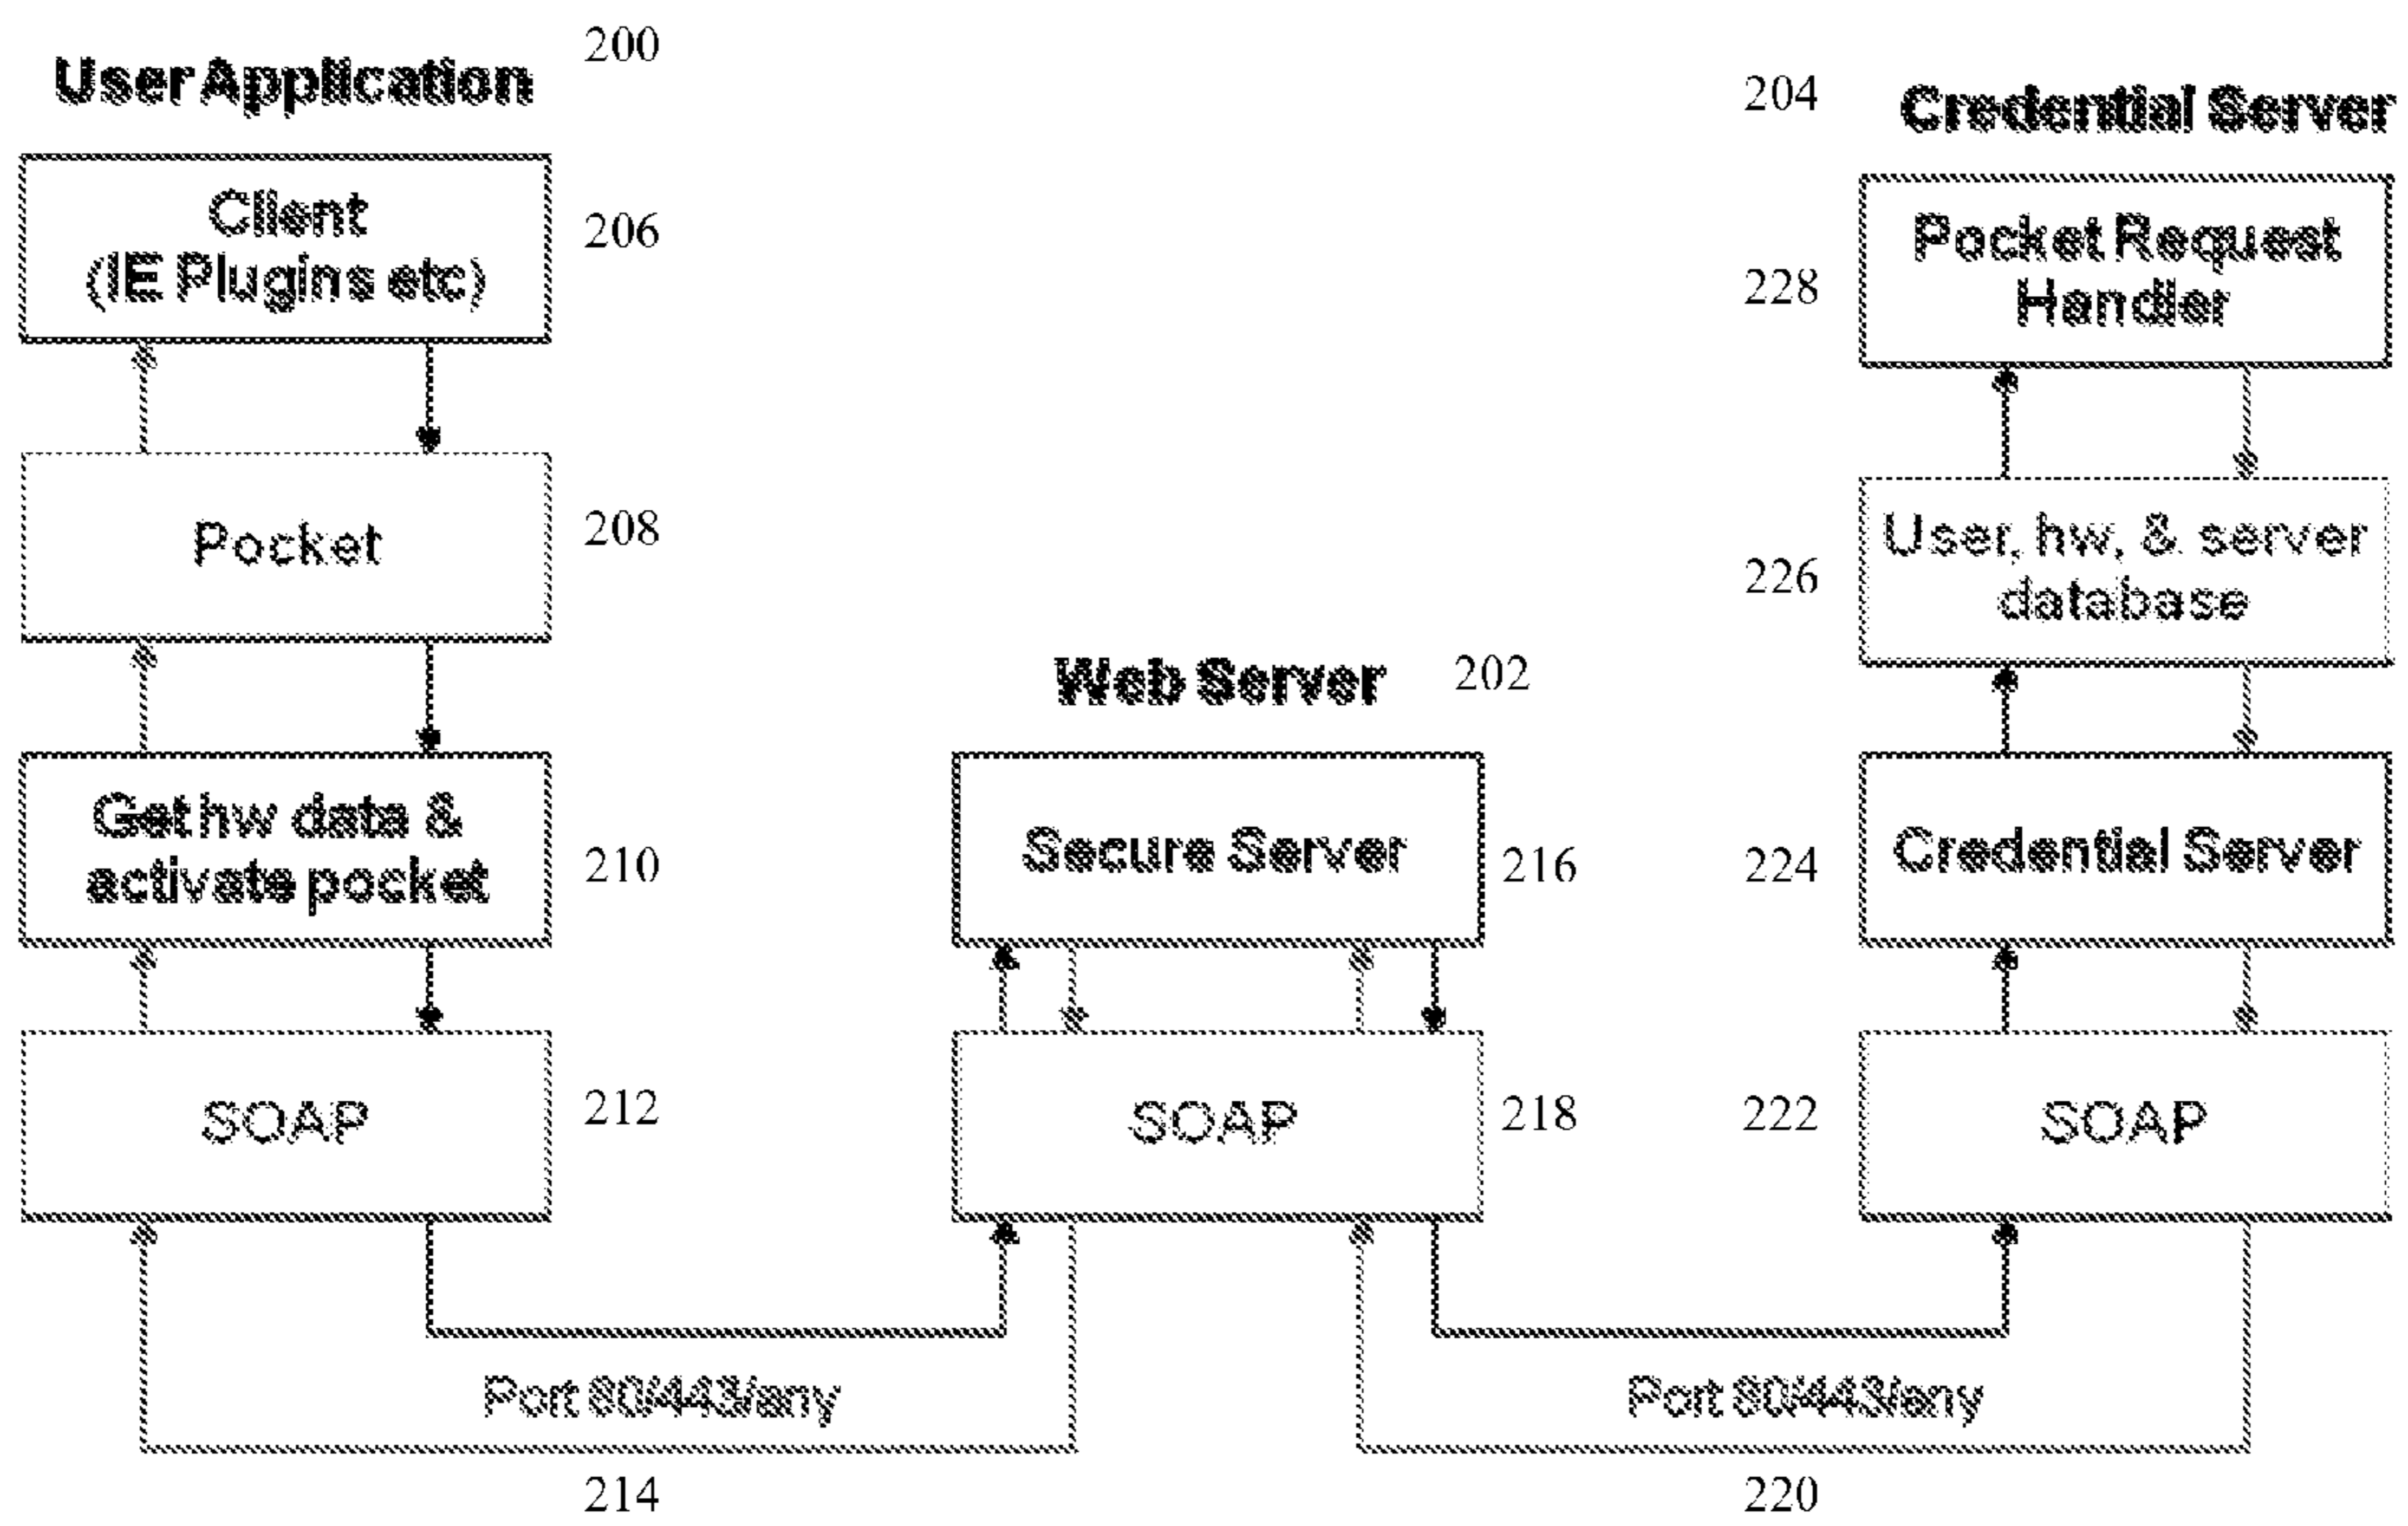 200
User Application
Client
(IE Plugins etc)
206
Pocket
208
Get hw data &
activate pocket
210
SOAP
212
Port 80/443/any
214
Web Server
202
Secure Server
216
SOAP
218
Port 80/443/any
220
204
Credential Server
Pocket Request
Handler
228
User, hw, & server
database
226
Credential Server
224
SOAP
222